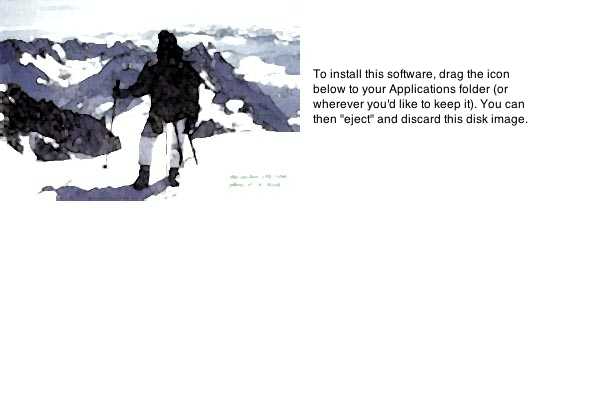 To install this software, drag the icon
below to your Applications folder (or
wherever you'd like to keep it). You can
then "eject" and discard this disk image.